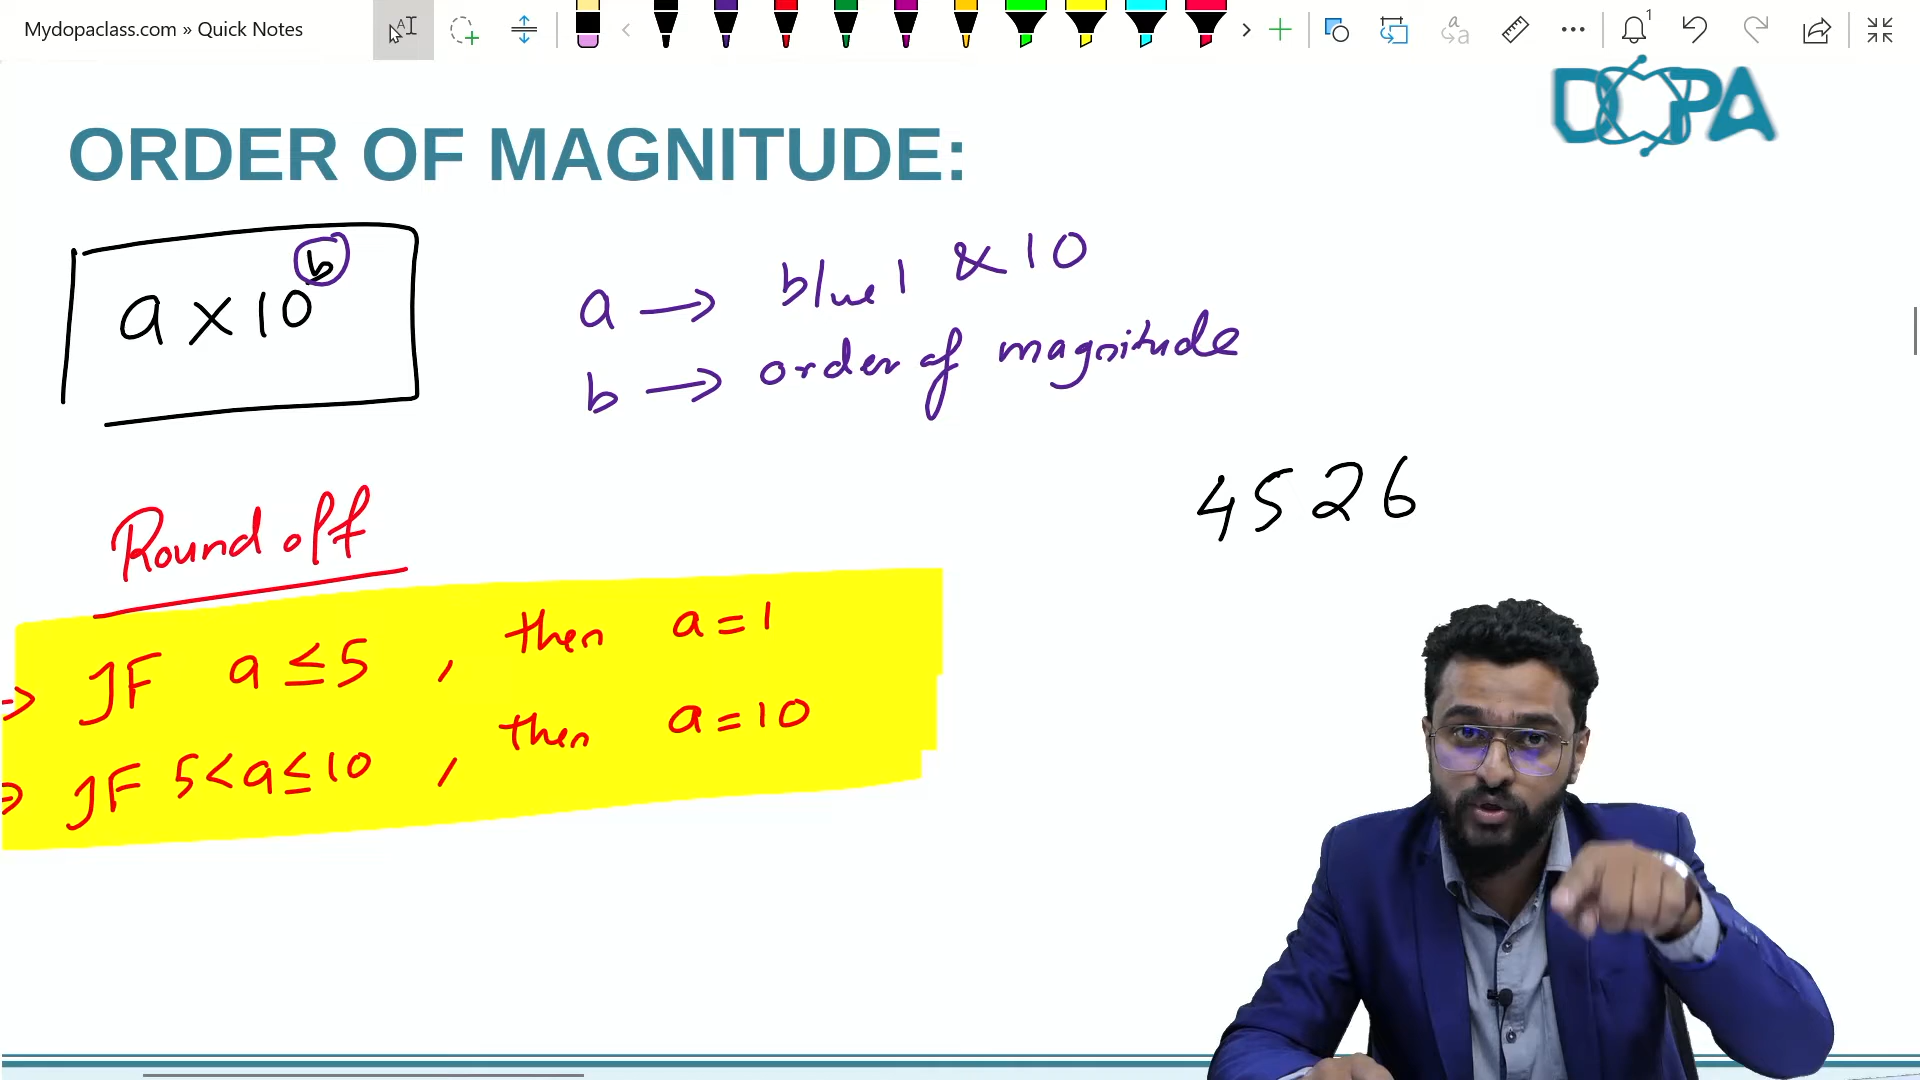 Mydopaclass.com » Quick Notes
DOPA
ORDER OF MAGNITUDE:
a × 10^b
a → b/w 1 & 10
b → order of magnitude
4526
Round off
→ IF a ≤ 5 , then a = 1
→ IF 5 < a ≤ 10 , then a = 10